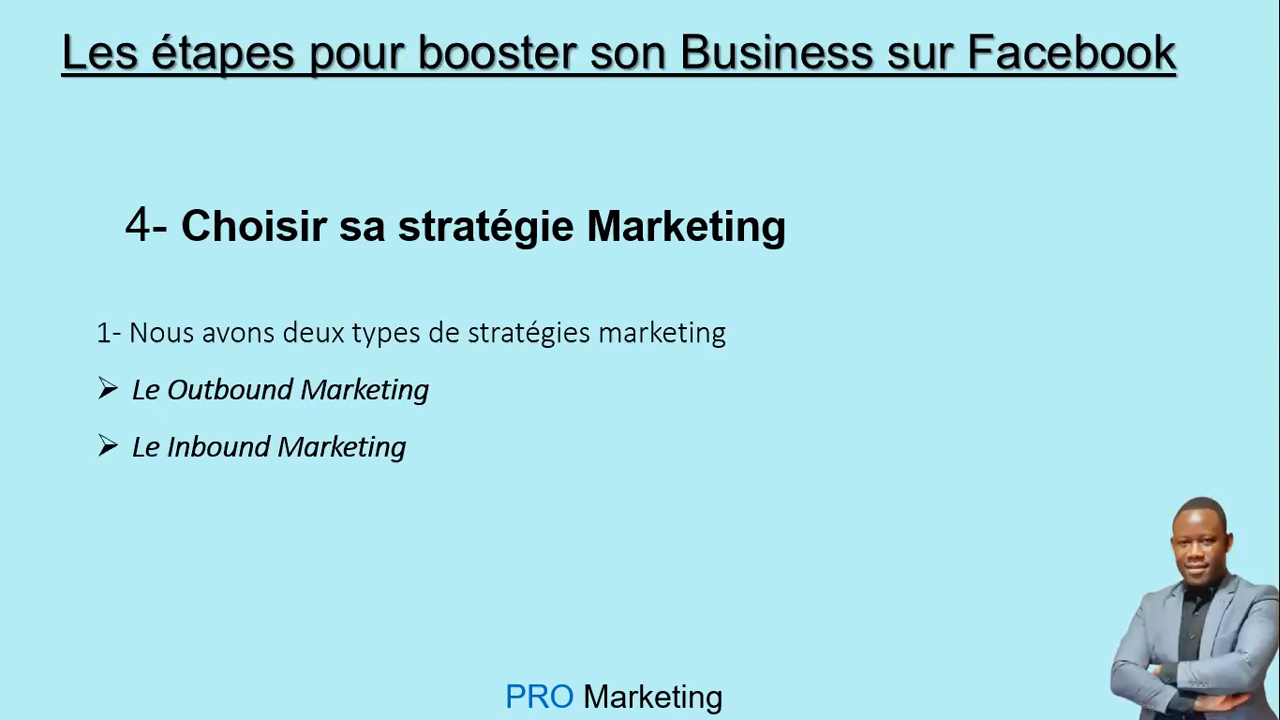 Les étapes pour booster son Business sur Facebook
4- Choisir sa stratégie Marketing
1- Nous avons deux types de stratégies marketing
➢ Le Outbound Marketing
➢ Le Inbound Marketing
PRO Marketing